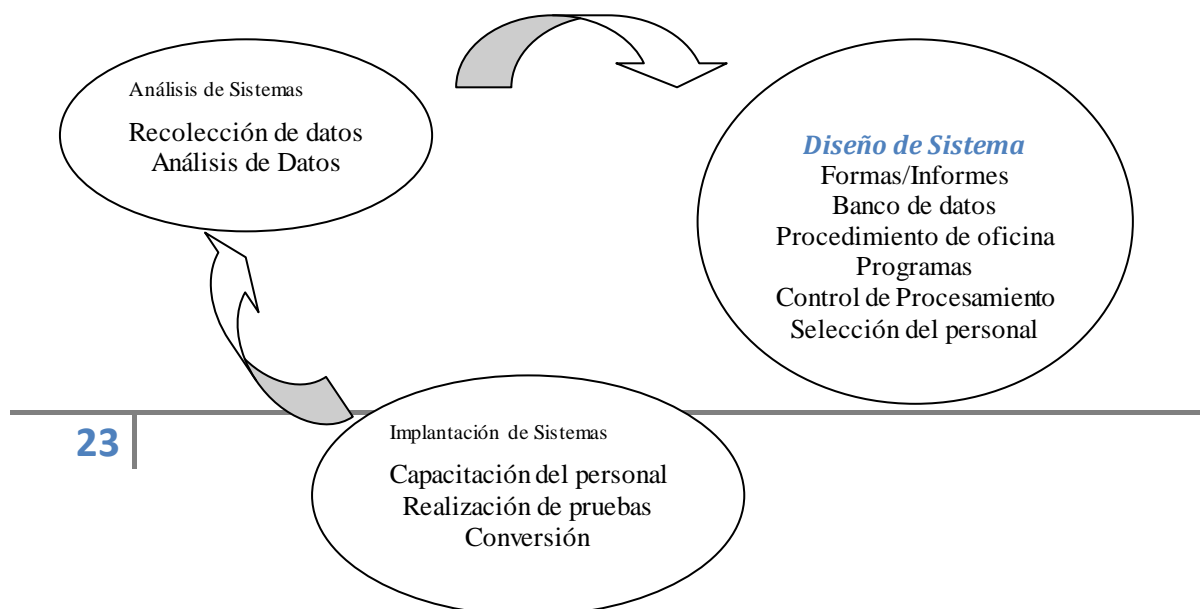 Análisis de Sistemas
Recolección de datos
Análisis de Datos
Diseño de Sistema
Formas/Informes
Banco de datos
Procedimiento de oficina
Programas
Control de Procesamiento
Selección del personal
23
Implantación de Sistemas
Capacitación del personal
Realización de pruebas
Conversión